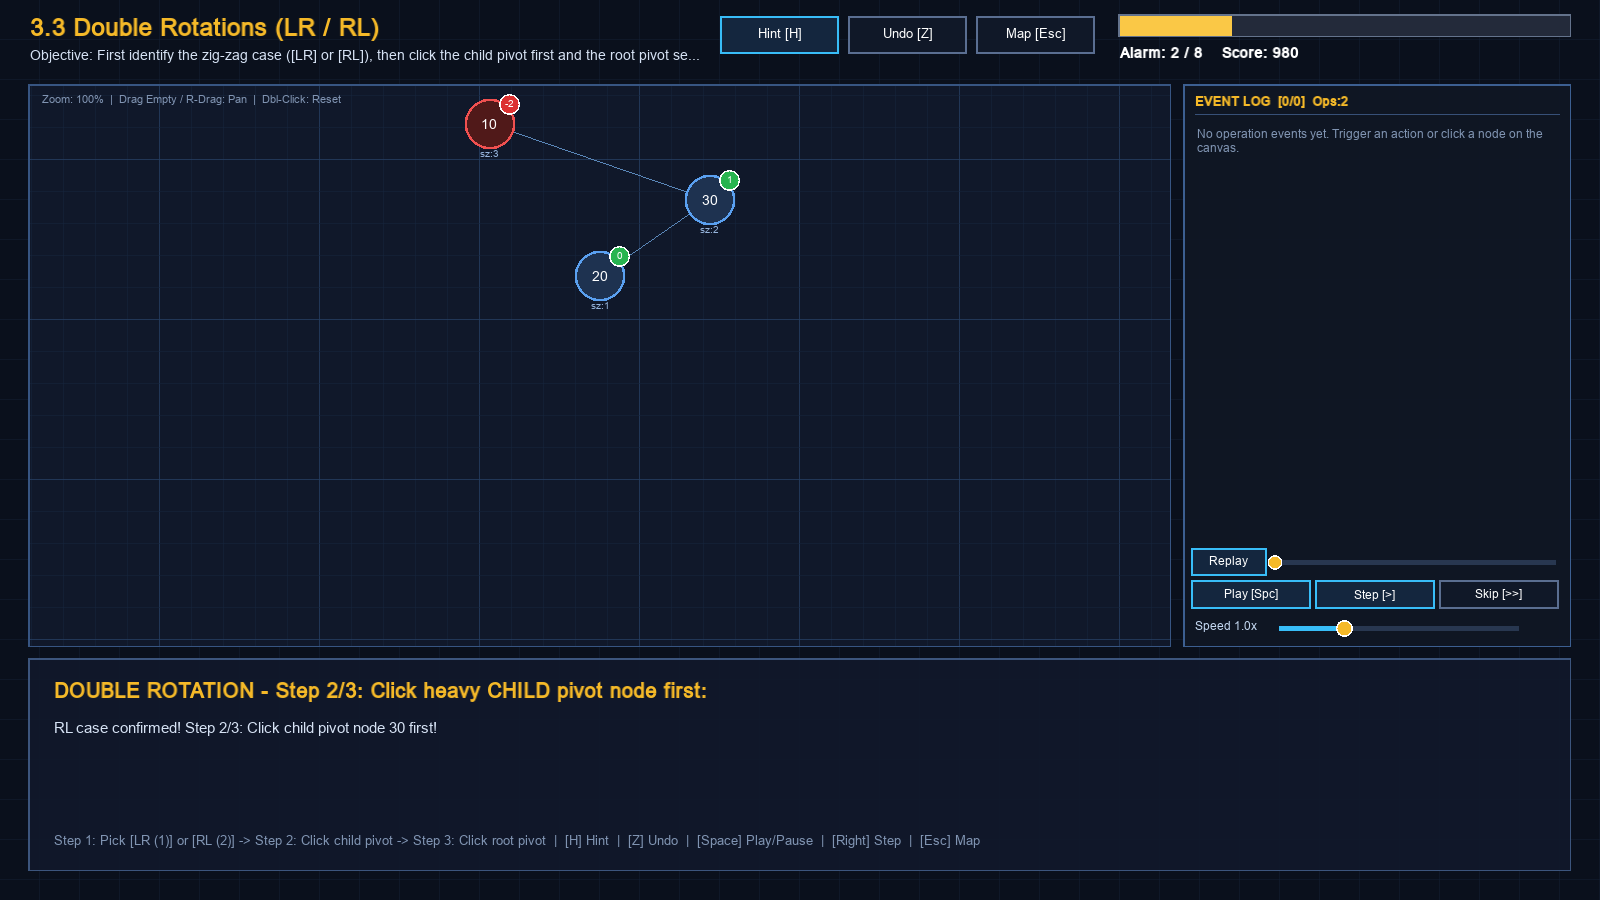 3.3 Double Rotations (LR / RL)
Objective: First identify the zig-zag case ([LR] or [RL]), then click the child pivot first and the root pivot se...
Hint [H]
Undo [Z]
Map [Esc]
Alarm: 2 / 8
Score: 980
Zoom: 100%  |  Drag Empty / R-Drag: Pan  |  Dbl-Click: Reset
-2
10
sz:3
1
30
sz:2
0
20
sz:1
EVENT LOG  [0/0]  Ops:2
No operation events yet. Trigger an action or click a node on the
canvas.
Replay
Play [Spc]
Step [>]
Skip [>>]
Speed 1.0x
DOUBLE ROTATION - Step 2/3: Click heavy CHILD pivot node first:
RL case confirmed! Step 2/3: Click child pivot node 30 first!
Step 1: Pick [LR (1)] or [RL (2)] -> Step 2: Click child pivot -> Step 3: Click root pivot  |  [H] Hint  |  [Z] Undo  |  [Space] Play/Pause  |  [Right] Step  |  [Esc] Map